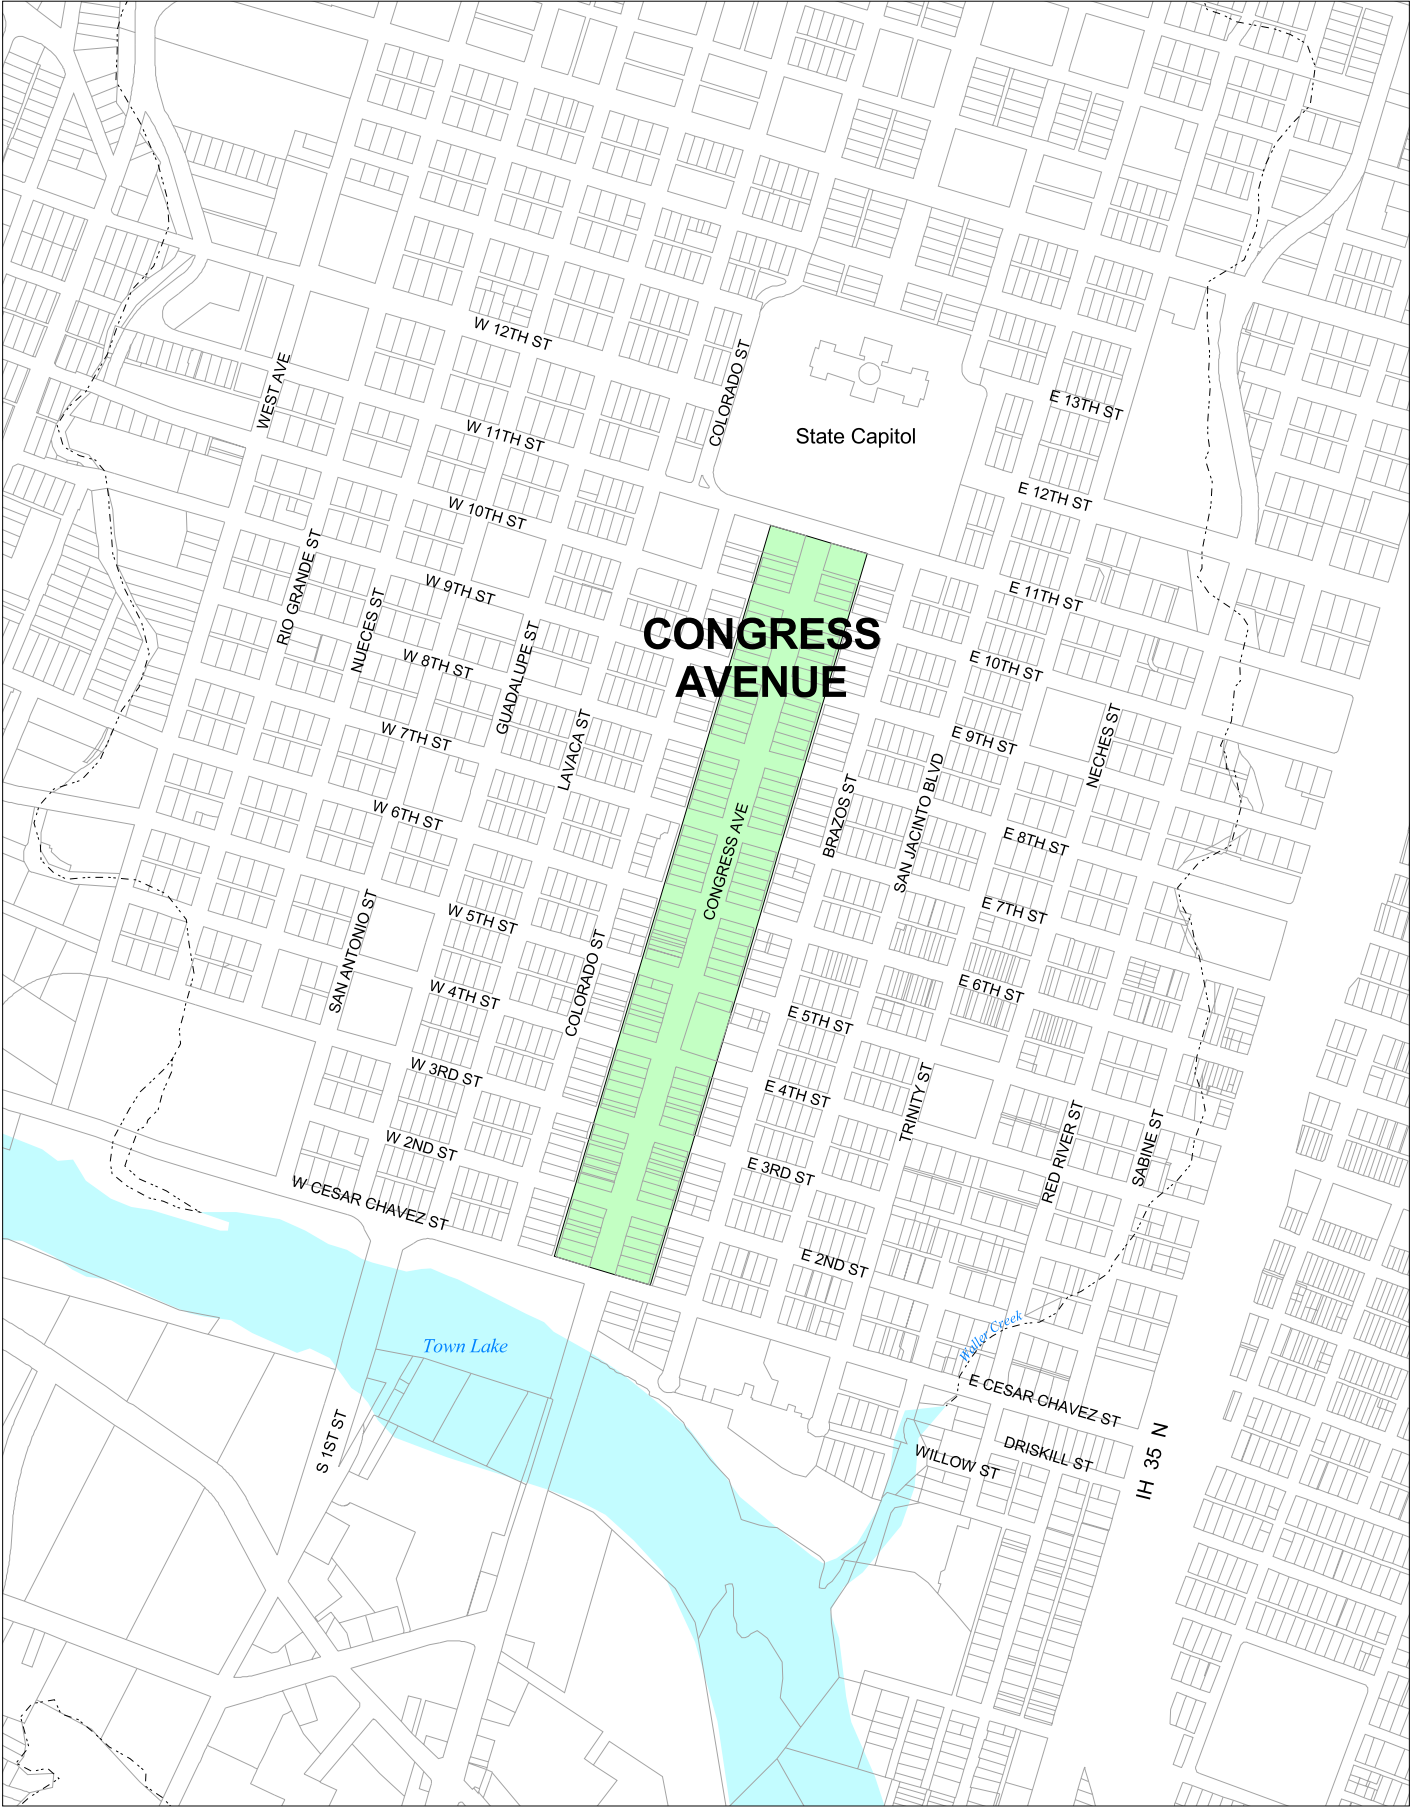 W 12TH ST
COLORADO ST
WEST AVE
E 13TH ST
W 11TH ST
State Capitol
E 12TH ST
W 10TH ST
RIO GRANDE ST
W 9TH ST
NUECES ST
E 11TH ST
CONGRESS
AVENUE
W 8TH ST
GUADALUPE ST
E 10TH ST
W 7TH ST
LAVACA ST
E 9TH ST
NECHES ST
W 6TH ST
CONGRESS AVE
BRAZOS ST
SAN JACINTO BLVD
E 8TH ST
W 5TH ST
E 7TH ST
SAN ANTONIO ST
COLORADO ST
W 4TH ST
E 6TH ST
E 5TH ST
W 3RD ST
E 4TH ST
TRINITY ST
RED RIVER ST
SABINE ST
W 2ND ST
E 3RD ST
W CESAR CHAVEZ ST
E 2ND ST
Town Lake
Waller Creek
E CESAR CHAVEZ ST
S 1ST ST
WILLOW ST
DRISKILL ST
IH 35 N